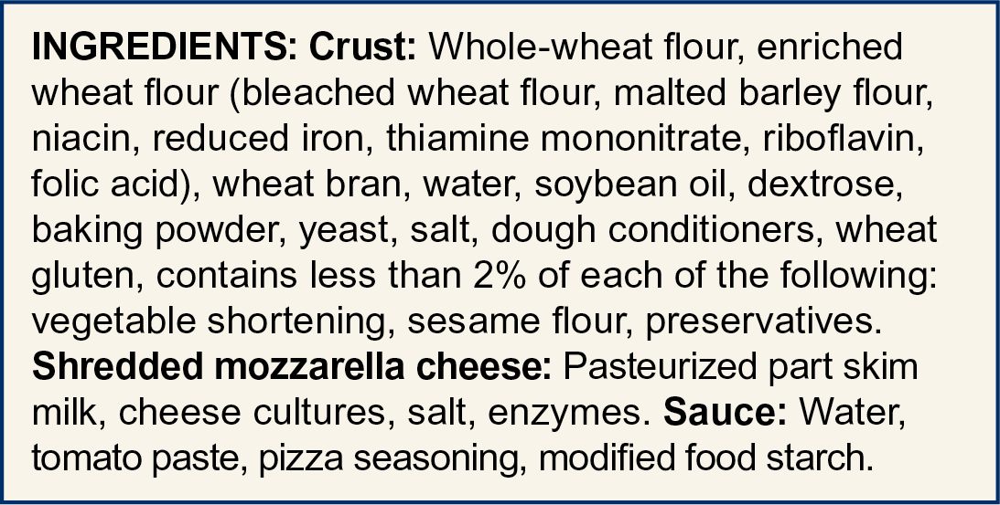 INGREDIENTS: Crust: Whole-wheat flour, enriched
wheat flour (bleached wheat flour, malted barley flour,
niacin, reduced iron, thiamine mononitrate, riboflavin,
folic acid), wheat bran, water, soybean oil, dextrose,
baking powder, yeast, salt, dough conditioners, wheat
gluten, contains less than 2% of each of the following:
vegetable shortening, sesame flour, preservatives.
Shredded mozzarella cheese: Pasteurized part skim
milk, cheese cultures, salt, enzymes. Sauce: Water,
tomato paste, pizza seasoning, modified food starch.